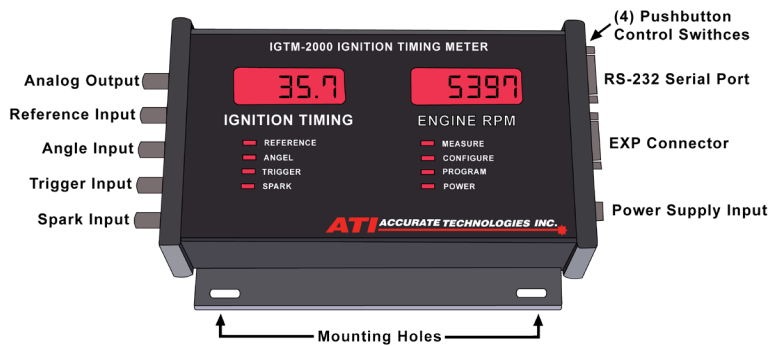 (4) Pushbutton
Control Swithces
IGTM-2000 IGNITION TIMING METER
Analog Output
35.7
5397
RS-232 Serial Port
Reference Input
IGNITION TIMING
ENGINE RPM
Angle Input
REFERENCE
MEASURE
EXP Connector
ANGEL
CONFIGURE
Trigger Input
TRIGGER
PROGRAM
SPARK
POWER
Spark Input
Power Supply Input
ATI ACCURATE TECHNOLOGIES INC.
Mounting Holes